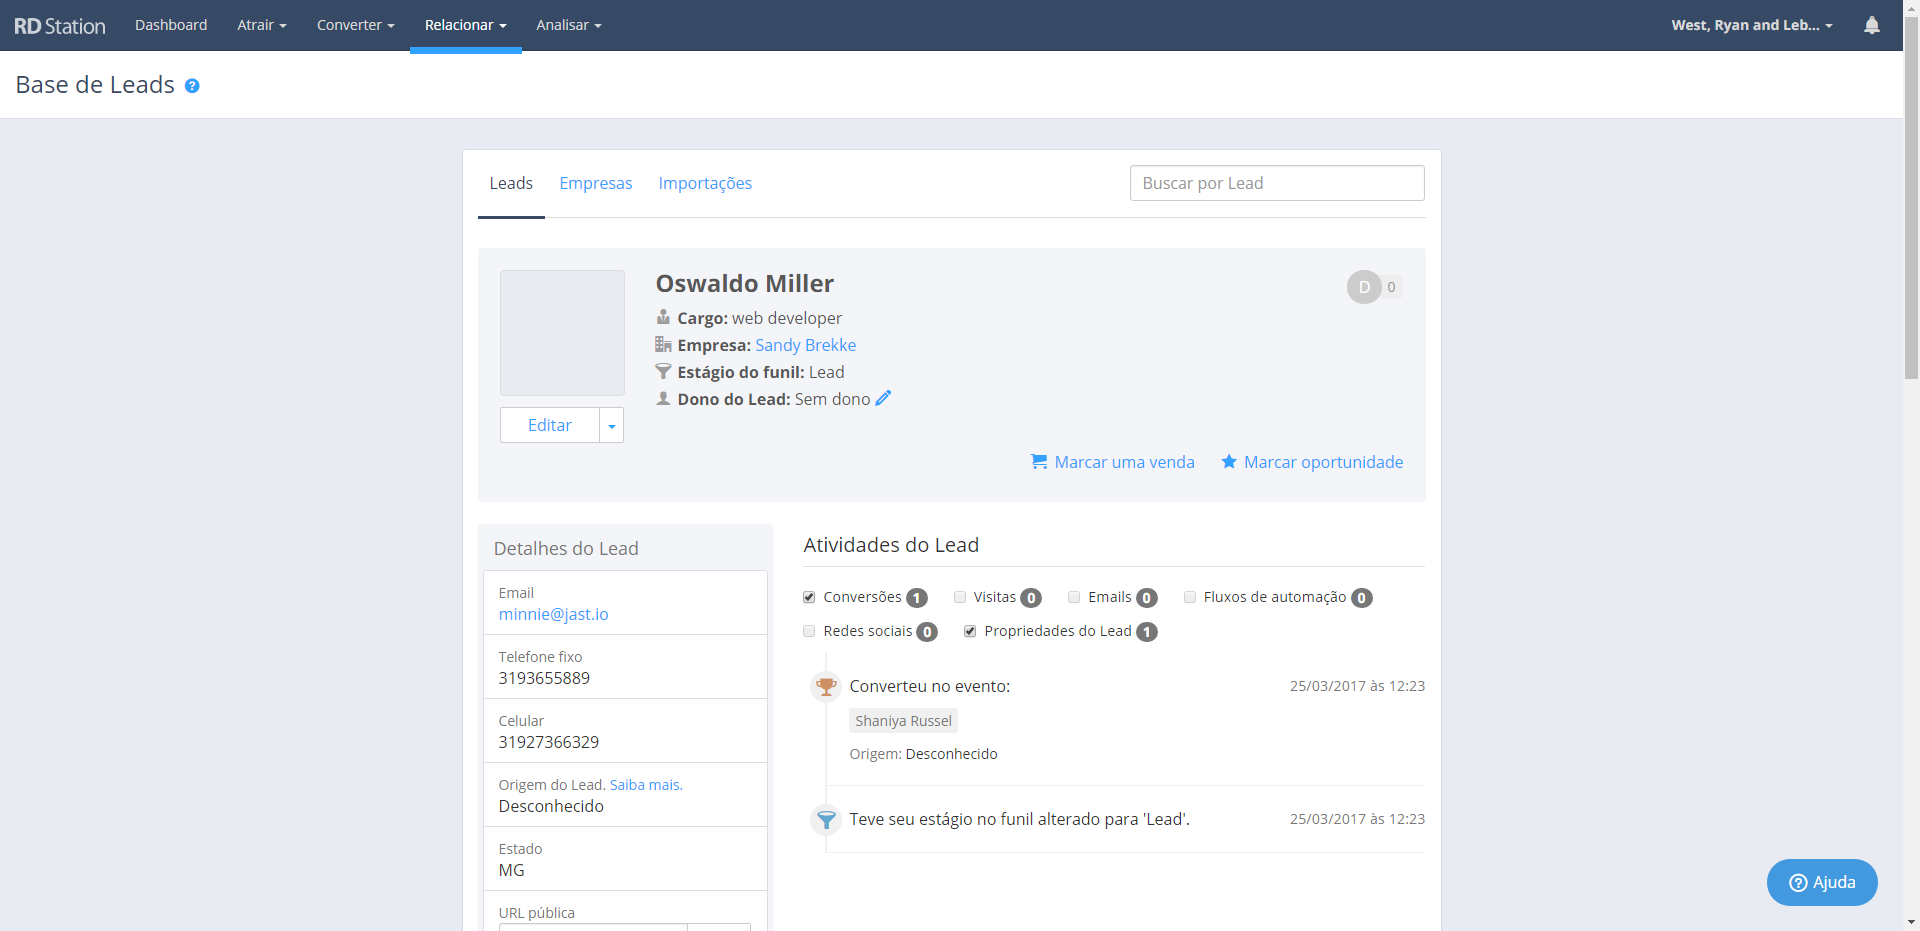 RD Station Dashboard Atrair Converter Relacionar Analisar West, Ryan and Leb...
Base de Leads ?
Leads Empresas Importações Buscar por Lead
Oswaldo Miller
D 0
Cargo: web developer
Empresa: Sandy Brekke
Estágio do funil: Lead
Dono do Lead: Sem dono
Editar
Marcar uma venda Marcar oportunidade
Detalhes do Lead
Email
minnie@jast.io
Telefone fixo
3193655889
Celular
31927366329
Origem do Lead. Saiba mais.
Desconhecido
Estado
MG
URL pública
Atividades do Lead
Conversões 1 Visitas 0 Emails 0 Fluxos de automação 0
Redes sociais 0 Propriedades do Lead 1
Converteu no evento: 25/03/2017 às 12:23
Shaniya Russel
Origem: Desconhecido
Teve seu estágio no funil alterado para 'Lead'. 25/03/2017 às 12:23
? Ajuda